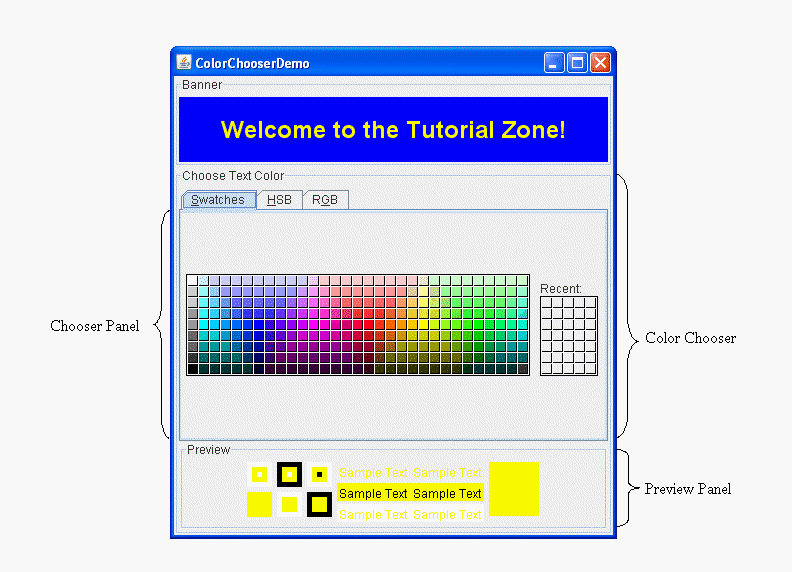 ColorChooserDemo
Banner
Welcome to the Tutorial Zone!
Choose Text Color
Swatches HSB RGB
Recent:
Chooser Panel
Color Chooser
Preview
Sample Text Sample Text
Sample Text Sample Text
Sample Text Sample Text
Preview Panel